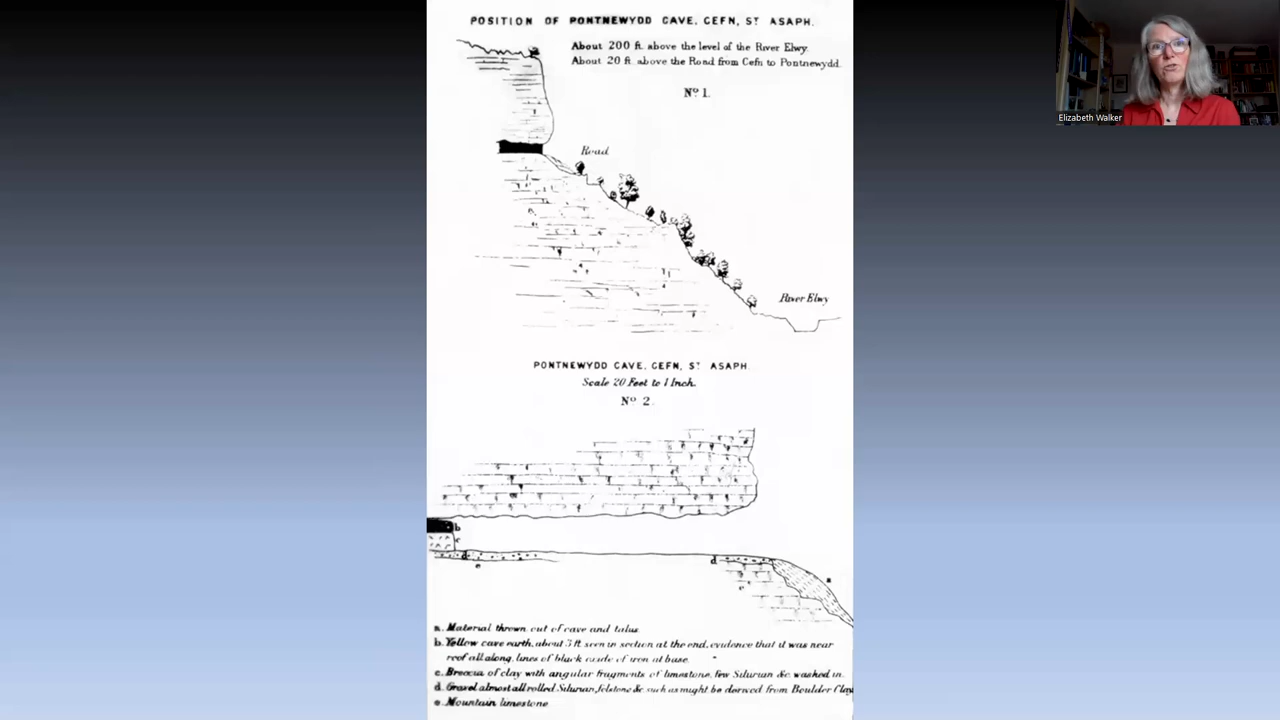 POSITION OF PONTNEWYDD CAVE, CEFN, ST ASAPH.
About 200 ft. above the level of the River Elwy.
About 20 ft. above the Road from Cefn to Pontnewydd.
No 1.
Road
River Elwy
PONTNEWYDD CAVE, CEFN, ST ASAPH.
Scale 20 Feet to 1 Inch.
No 2.
b
c
d
e
d
e
a
a. Material thrown out of cave and talus.
b. Yellow cave earth, about 3 ft. seen in section at the end, evidence that it was near
roof all along, lines of black oxide of iron at base.
c. Breccia of clay with angular fragments of limestone, few Silurian &c. washed in.
d. Gravel almost all rolled Silurian, felstone &c. such as might be derived from Boulder Clay
e. Mountain limestone
Elizabeth Walker